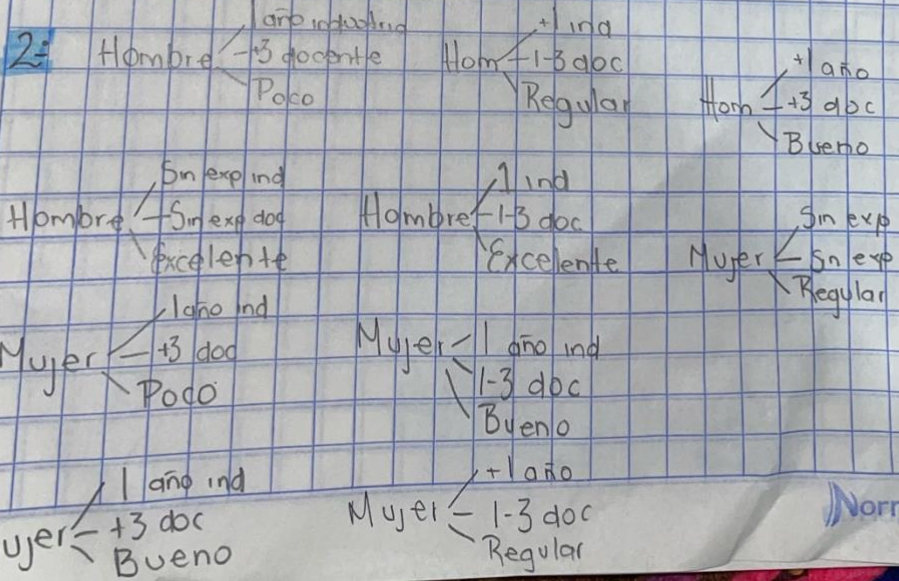 1 año industrial
2= Hombre +3 docente
Poco
+1 ind
Hom 1-3 doc
Regular
+1 año
Hom +3 doc
Bueno
Sin exp ind
Hombre Sin exp doc
Excelente
1 ind
Hombre 1-3 doc
Excelente
Sin exp
Mujer Sin exp
Regular
1 año ind
Mujer +3 doc
Poco
Mujer 1 año ind
1-3 doc
Bueno
1 año ind
ujer +3 doc
Bueno
+1 año
Mujer 1-3 doc
Regular
Norr